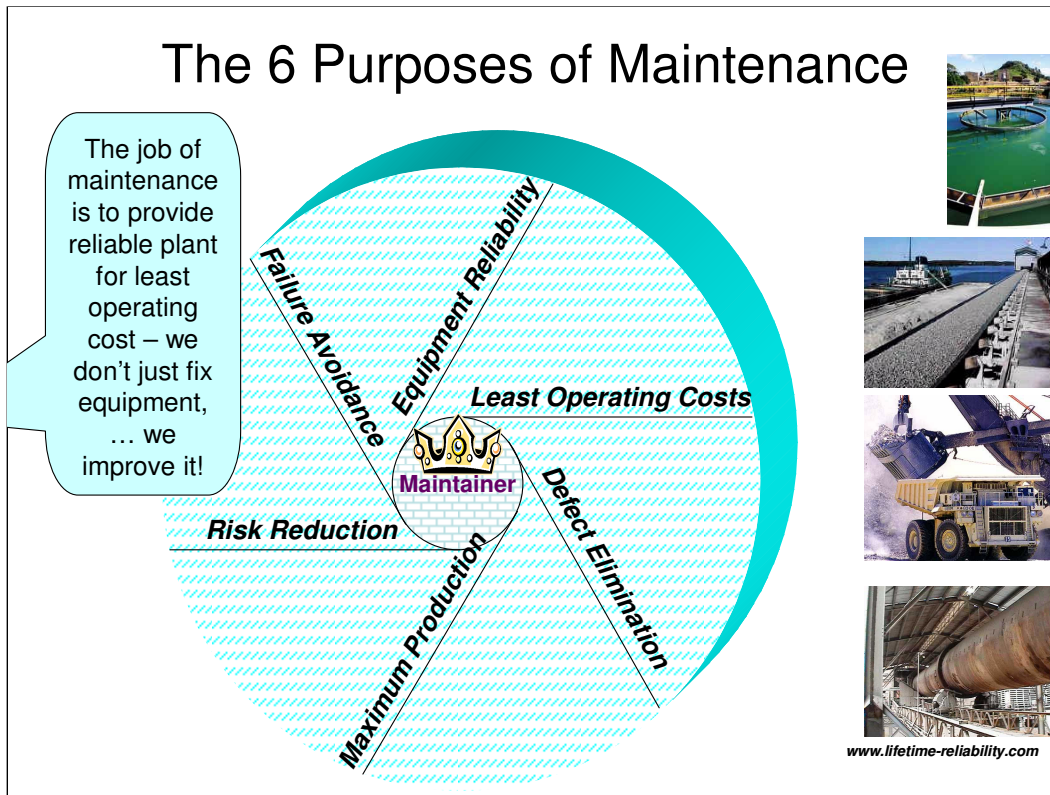 The 6 Purposes of Maintenance
The job of
maintenance
is to provide
reliable plant
for least
operating
cost – we
don't just fix
equipment,
… we
improve it!
Failure Avoidance
Equipment Reliability
Least Operating Costs
Maintainer
Defect Elimination
Risk Reduction
Maximum Production
www.lifetime-reliability.com